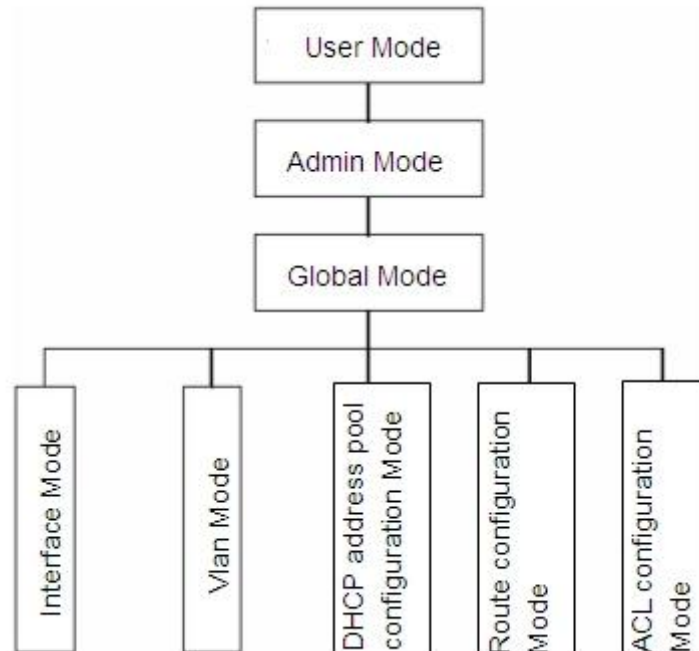 User Mode
Admin Mode
Global Mode
Interface Mode
Vlan Mode
DHCP address pool
configuration Mode
Route configuration
Mode
ACL configuration
Mode